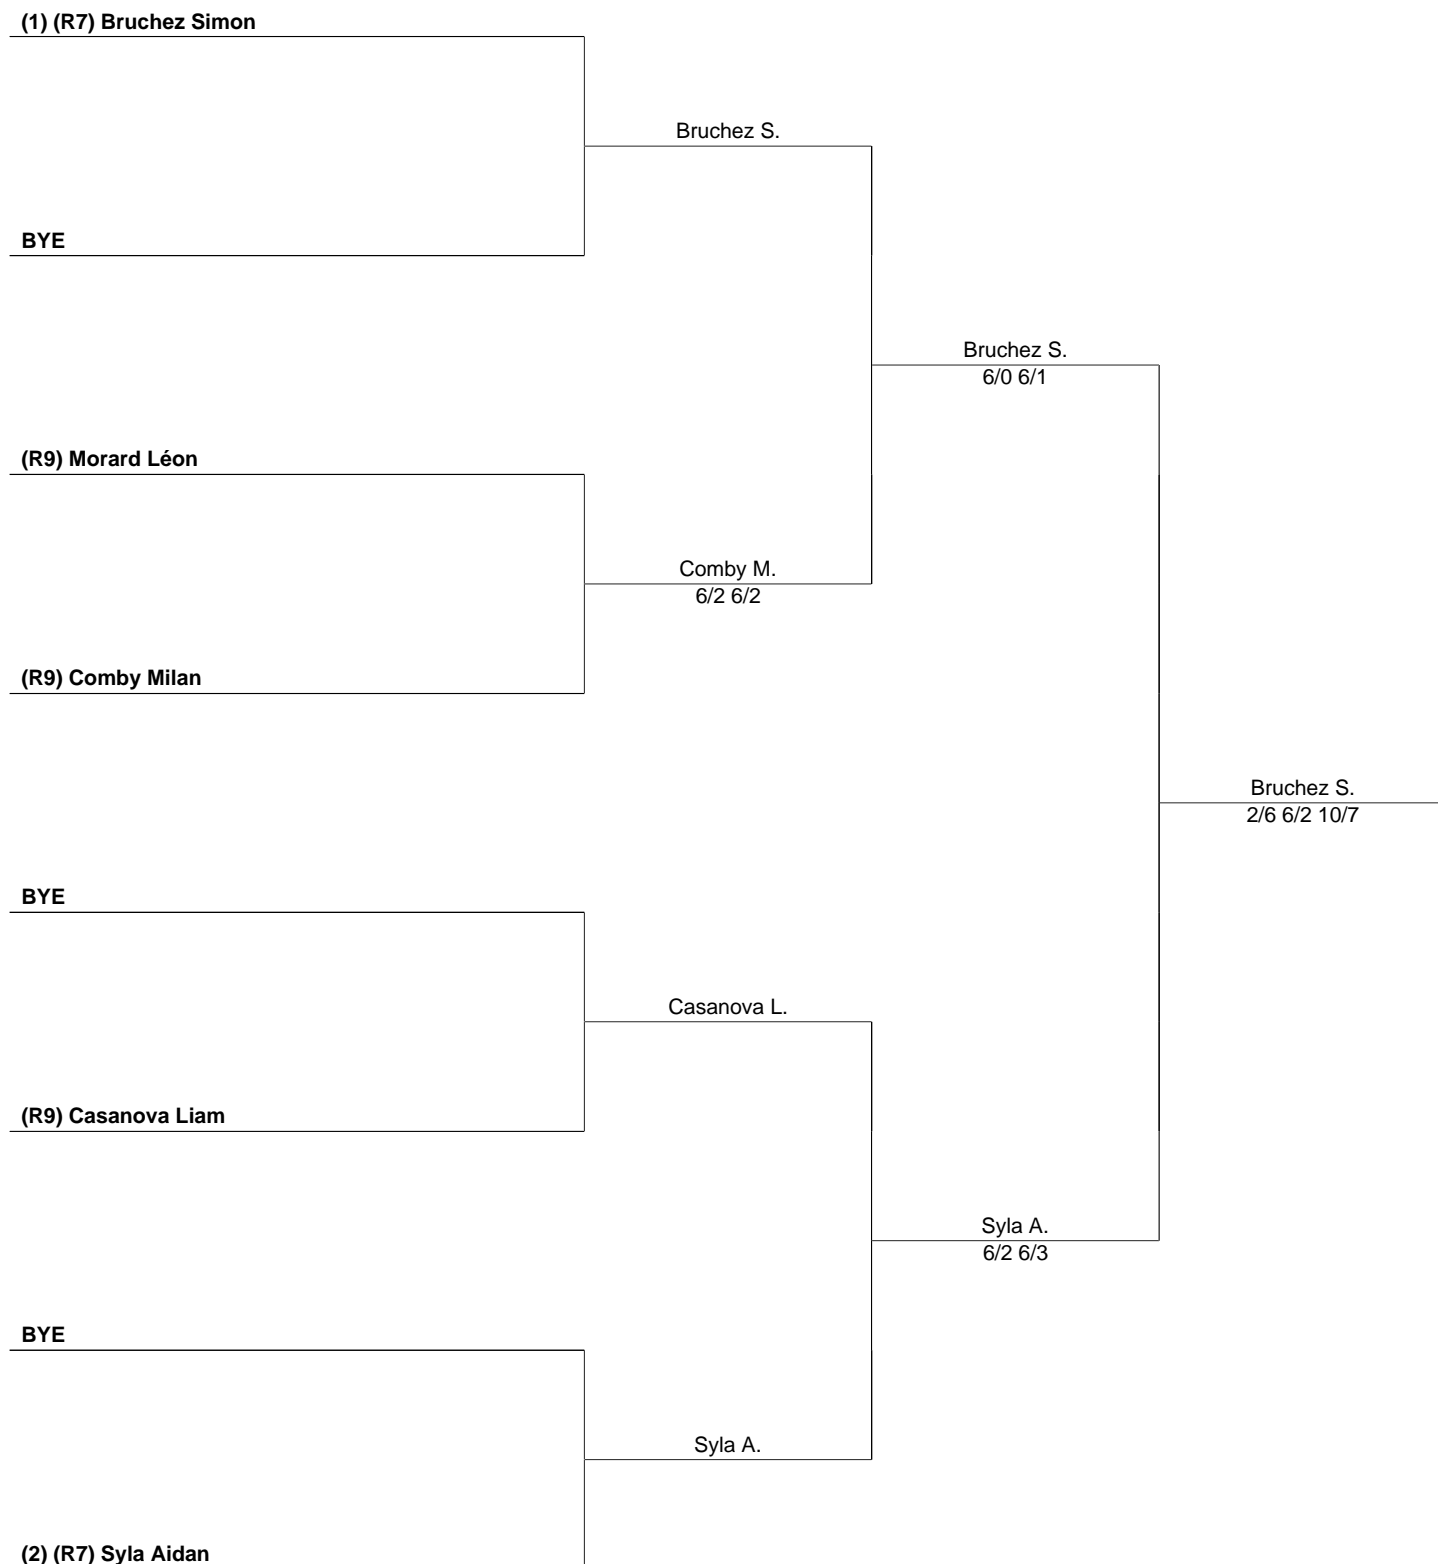 (1) (R7) Bruchez Simon
Bruchez S.
BYE
Bruchez S.
6/0 6/1
(R9) Morard Léon
Comby M.
6/2 6/2
(R9) Comby Milan
Bruchez S.
2/6 6/2 10/7
BYE
Casanova L.
(R9) Casanova Liam
Syla A.
6/2 6/3
BYE
Syla A.
(2) (R7) Syla Aidan